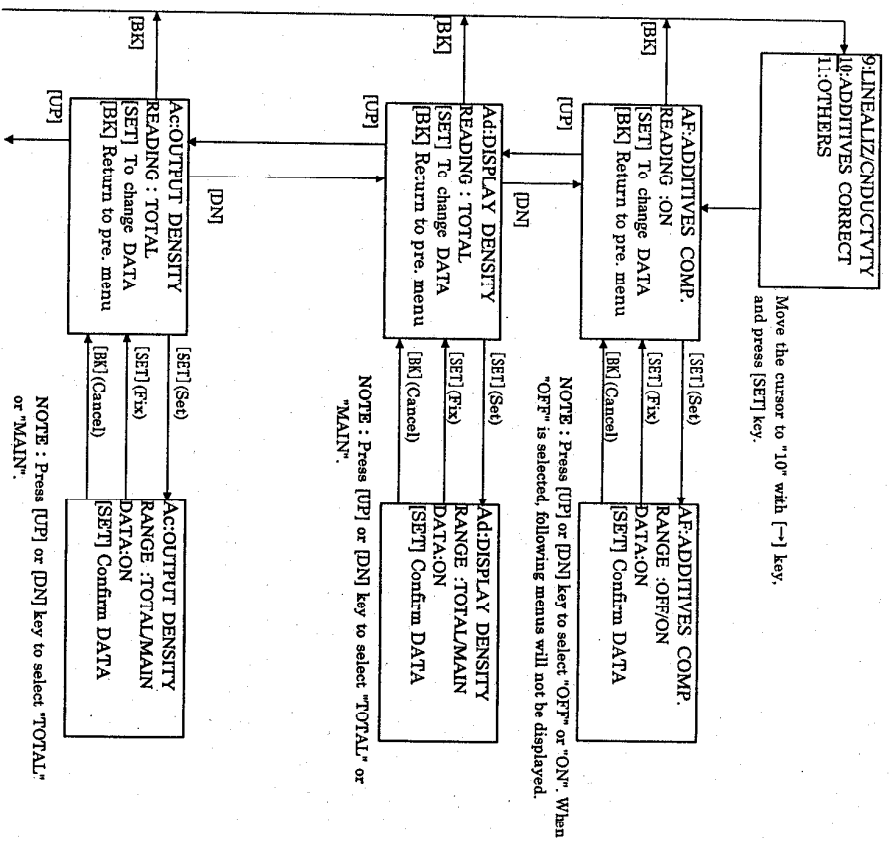 9:LINEALIZ/CNDUCTVTY
10:ADDITIVES CORRECT
11:OTHERS
Move the cursor to "10" with [→] key,
and press [SET] key.
[BK]
AF:ADDITIVES COMP.
READING :ON
[SET] To change DATA
[BK] Return to pre. menu
[SET](Set)
[SET](Fix)
[BK](Cancel)
AF:ADDITIVES COMP.
RANGE :OFF/ON
DATA:ON
[SET] Confirm DATA
NOTE : Press [UP] or [DN] key to select "OFF" or "ON". When
"OFF" is selected, following menus will not be displayed.
[UP]
[DN]
[BK]
Ad:DISPLAY DENSITY
READING : TOTAL
[SET] To change DATA
[BK] Return to pre. menu
[SET](Set)
[SET](Fix)
[BK](Cancel)
Ad:DISPLAY DENSITY
RANGE :TOTAL/MAIN
DATA:ON
[SET] Confirm DATA
NOTE : Press [UP] or [DN] key to select "TOTAL" or
"MAIN".
[UP]
[DN]
[BK]
Ac:OUTPUT DENSITY
READING : TOTAL
[SET] To change DATA
[BK] Return to pre. menu
[SET](Set)
[SET](Fix)
[BK](Cancel)
Ac:OUTPUT DENSITY
RANGE :TOTAL/MAIN
DATA:ON
[SET] Confirm DATA
NOTE : Press [UP] or [DN] key to select "TOTAL"
or "MAIN".
[UP]